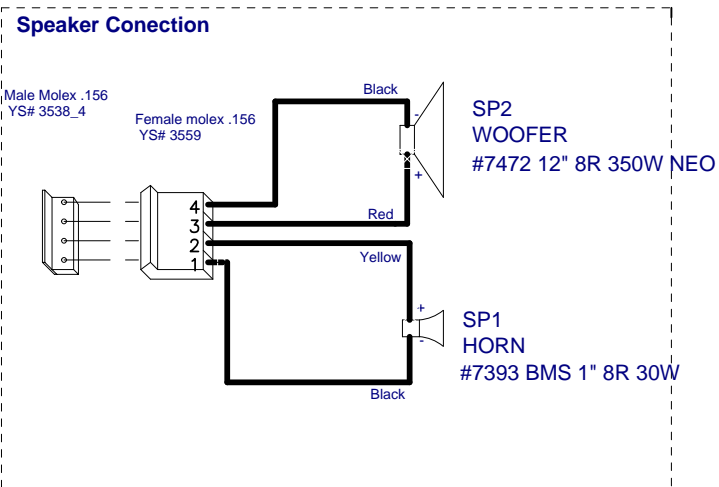 Speaker Conection
Male Molex .156
YS# 3538_4
Female molex .156
YS# 3559
Black
-
SP2
WOOFER
#7472 12" 8R 350W NEO
+
4
3
2
1
Red
Yellow
+
-
SP1
HORN
#7393 BMS 1" 8R 30W
Black